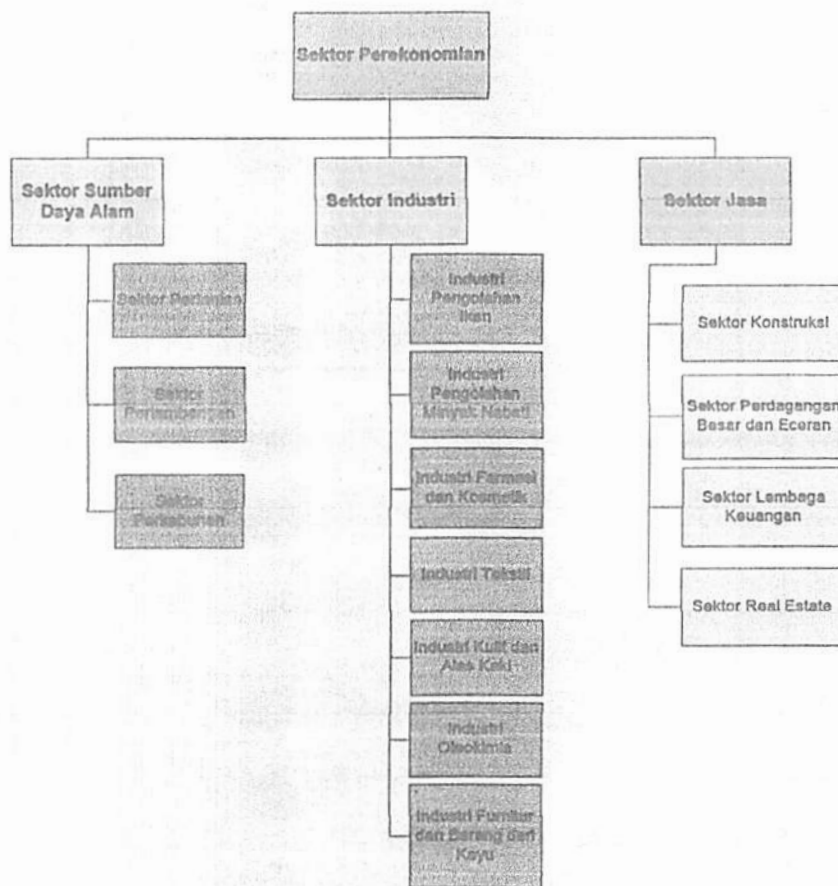 Sektor Perekonomian
Sektor Sumber
Daya Alam
Sektor Pertanian
Sektor
Pertambangan
Sektor
Perkebunan
Sektor Industri
Industri
Pengolahan
Ikan
Industri
Pengolahan
Minyak Nabati
Industri Farmasi
dan Kosmetik
Industri Tekstil
Industri Kulit dan
Alas Kaki
Industri
Oleokimia
Industri Furnitur
dan Barang dari
Kayu
Sektor Jasa
Sektor Konstruksi
Sektor Perdagangan
Besar dan Eceran
Sektor Lembaga
Keuangan
Sektor Real Estate